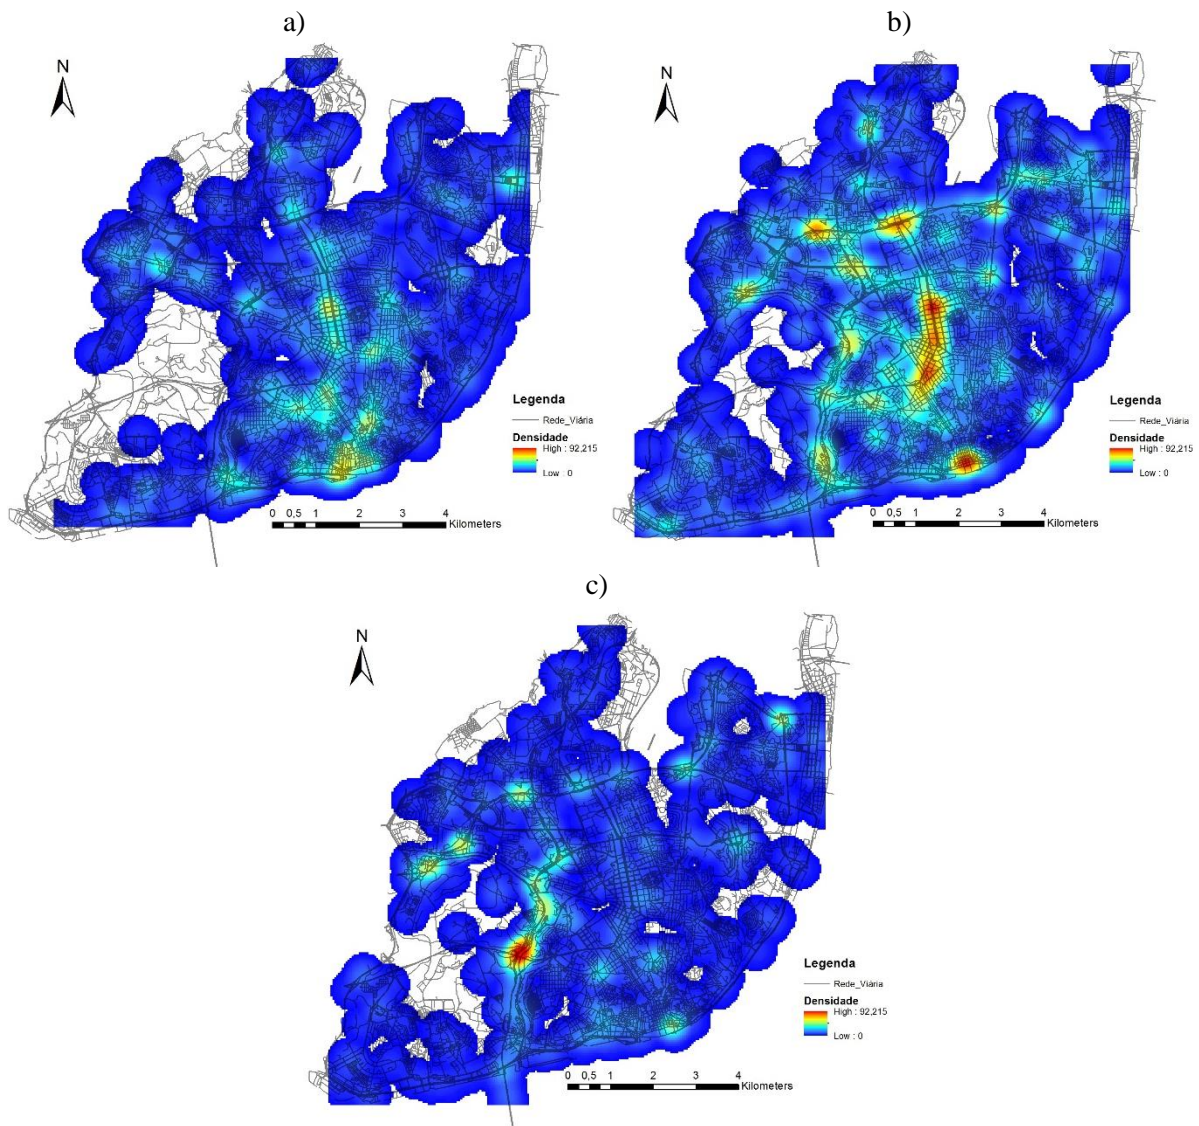 a)
N
Legenda
Rede_Viária
Densidade
High : 92,215
Low : 0
0 0,5 1 2 3 4
Kilometers
b)
N
Legenda
Rede_Viária
Densidade
High : 92,215
Low : 0
0 0,5 1 2 3 4
Kilometers
c)
N
Legenda
Rede_Viária
Densidade
High : 92,215
Low : 0
0 0,5 1 2 3 4
Kilometers